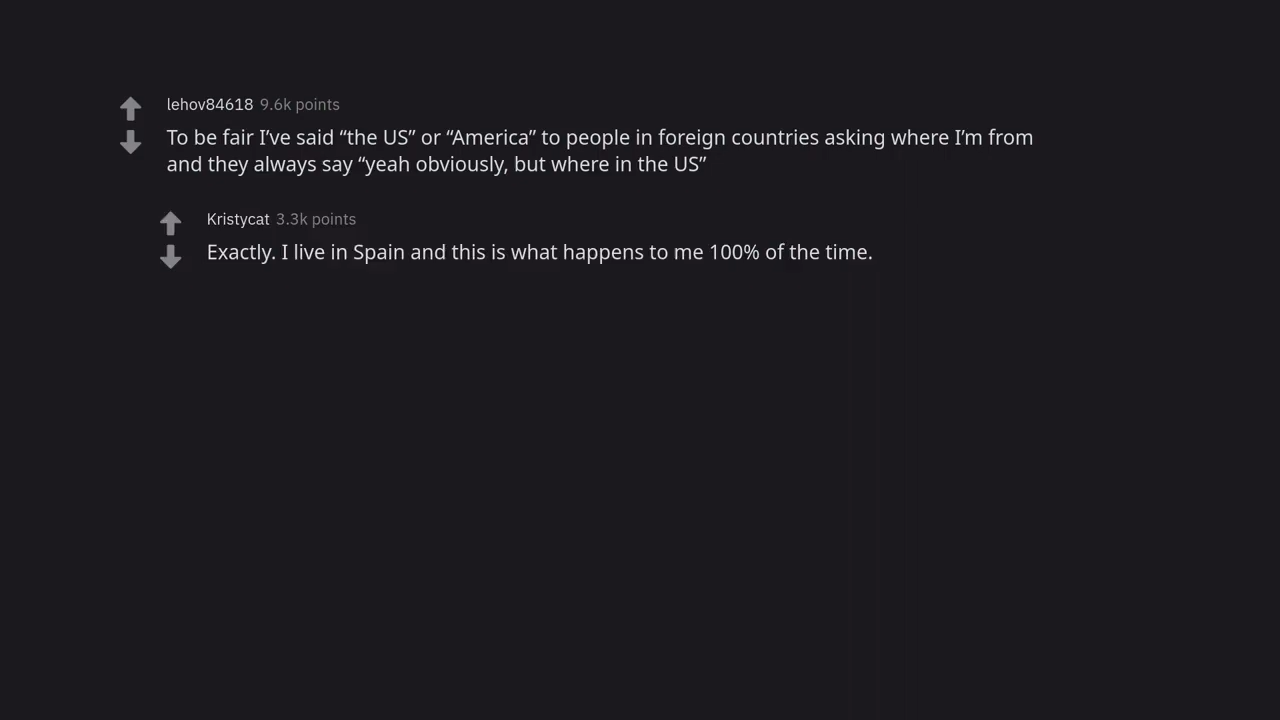 lehov84618 9.6k points
To be fair I’ve said “the US” or “America” to people in foreign countries asking where I’m from
and they always say “yeah obviously, but where in the US”
Kristycat 3.3k points
Exactly. I live in Spain and this is what happens to me 100% of the time.